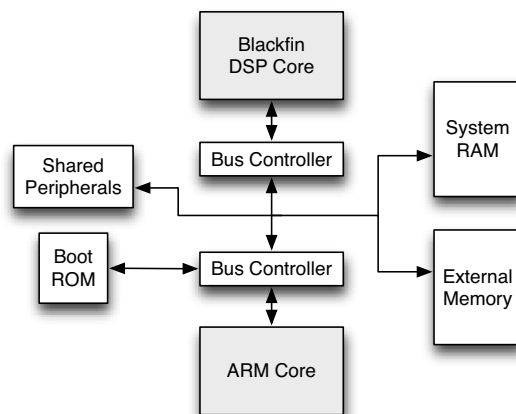 Blackfin
DSP Core
Bus Controller
System
RAM
Shared
Peripherals
Boot
ROM
Bus Controller
External
Memory
ARM Core